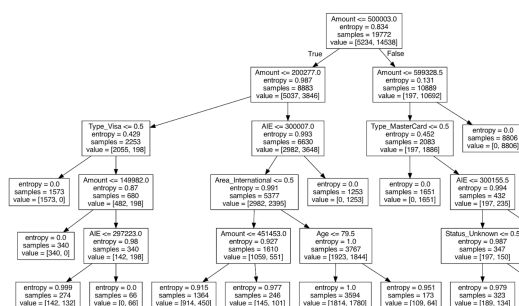 Amount <= 500003.0
entropy = 0.834
samples = 19772
value = [5234, 14538]
True
False
Amount <= 200277.0
entropy = 0.987
samples = 8883
value = [5037, 3846]
Amount <= 599328.5
entropy = 0.131
samples = 10889
value = [197, 10692]
Type_Visa <= 0.5
entropy = 0.429
samples = 2253
value = [2055, 198]
AIE <= 300007.0
entropy = 0.993
samples = 6630
value = [2982, 3648]
Type_MasterCard <= 0.5
entropy = 0.452
samples = 2083
value = [197, 1886]
entropy = 0.0
samples = 8806
value = [0, 8806]
entropy = 0.0
samples = 1573
value = [1573, 0]
Amount <= 149982.0
entropy = 0.87
samples = 680
value = [482, 198]
Area_International <= 0.5
entropy = 0.991
samples = 5377
value = [2982, 2395]
entropy = 0.0
samples = 1253
value = [0, 1253]
entropy = 0.0
samples = 1651
value = [0, 1651]
AIE <= 300155.5
entropy = 0.994
samples = 432
value = [197, 235]
entropy = 0.0
samples = 340
value = [340, 0]
AIE <= 297223.0
entropy = 0.98
samples = 340
value = [142, 198]
Amount <= 451453.0
entropy = 0.927
samples = 1610
value = [1059, 551]
Age <= 79.5
entropy = 1.0
samples = 3767
value = [1923, 1844]
Status_Unknown <= 0.5
entropy = 0.987
samples = 347
value = [197, 150]
entropy = 0.999
samples = 274
value = [142, 132]
entropy = 0.0
samples = 66
value = [0, 66]
entropy = 0.915
samples = 1364
value = [914, 450]
entropy = 0.977
samples = 246
value = [145, 101]
entropy = 1.0
samples = 3594
value = [1814, 1780]
entropy = 0.951
samples = 173
value = [109, 64]
entropy = 0.979
samples = 323
value = [189, 134]